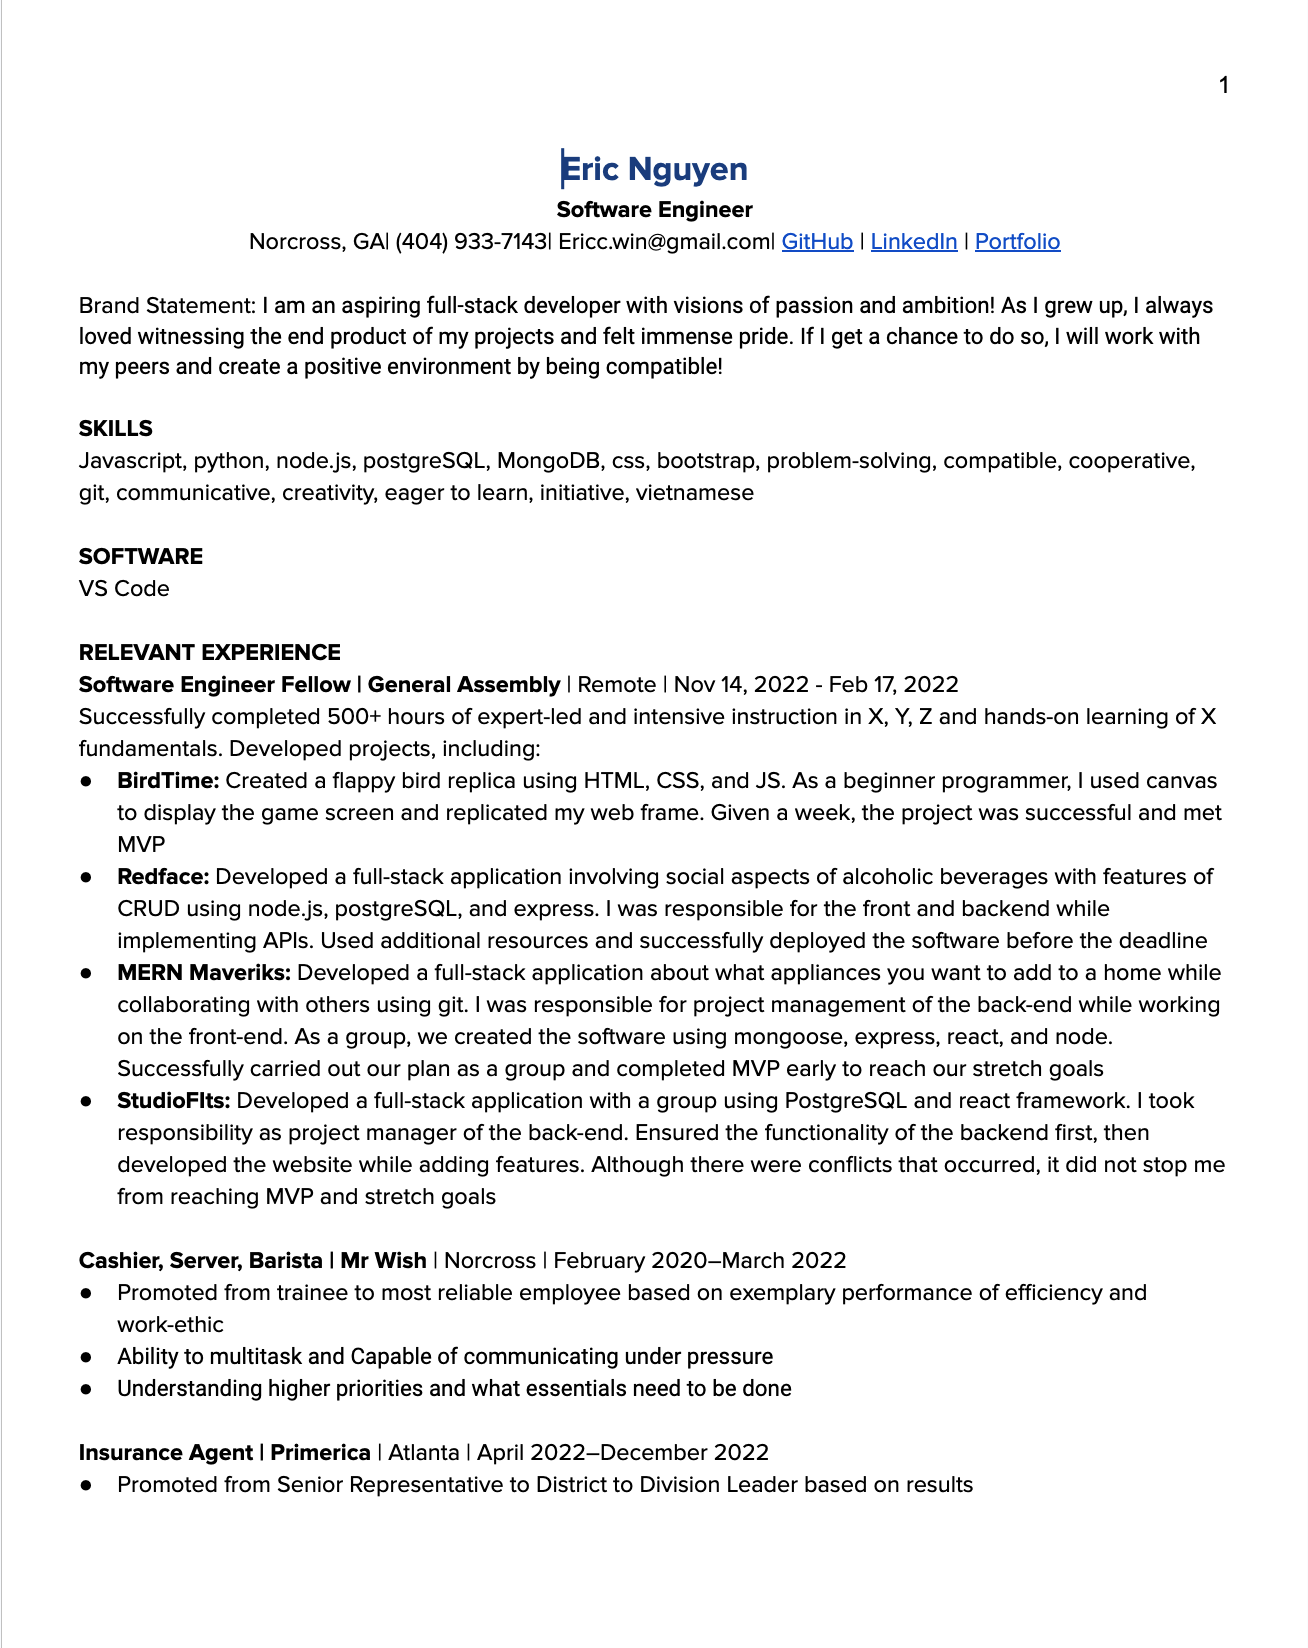 1
Eric Nguyen
Software Engineer
Norcross, GA| (404) 933-7143| Ericc.win@gmail.com| GitHub | LinkedIn | Portfolio
Brand Statement: I am an aspiring full-stack developer with visions of passion and ambition! As I grew up, I always
loved witnessing the end product of my projects and felt immense pride. If I get a chance to do so, I will work with
my peers and create a positive environment by being compatible!
SKILLS
Javascript, python, node.js, postgreSQL, MongoDB, css, bootstrap, problem-solving, compatible, cooperative,
git, communicative, creativity, eager to learn, initiative, vietnamese
SOFTWARE
VS Code
RELEVANT EXPERIENCE
Software Engineer Fellow | General Assembly | Remote | Nov 14, 2022 - Feb 17, 2022
Successfully completed 500+ hours of expert-led and intensive instruction in X, Y, Z and hands-on learning of X
fundamentals. Developed projects, including:
● BirdTime: Created a flappy bird replica using HTML, CSS, and JS. As a beginner programmer, I used canvas
to display the game screen and replicated my web frame. Given a week, the project was successful and met
MVP
● Redface: Developed a full-stack application involving social aspects of alcoholic beverages with features of
CRUD using node.js, postgreSQL, and express. I was responsible for the front and backend while
implementing APIs. Used additional resources and successfully deployed the software before the deadline
● MERN Maveriks: Developed a full-stack application about what appliances you want to add to a home while
collaborating with others using git. I was responsible for project management of the back-end while working
on the front-end. As a group, we created the software using mongoose, express, react, and node.
Successfully carried out our plan as a group and completed MVP early to reach our stretch goals
● StudioFIts: Developed a full-stack application with a group using PostgreSQL and react framework. I took
responsibility as project manager of the back-end. Ensured the functionality of the backend first, then
developed the website while adding features. Although there were conflicts that occurred, it did not stop me
from reaching MVP and stretch goals
Cashier, Server, Barista | Mr Wish | Norcross | February 2020–March 2022
● Promoted from trainee to most reliable employee based on exemplary performance of efficiency and
work-ethic
● Ability to multitask and Capable of communicating under pressure
● Understanding higher priorities and what essentials need to be done
Insurance Agent | Primerica | Atlanta | April 2022–December 2022
● Promoted from Senior Representative to District to Division Leader based on results